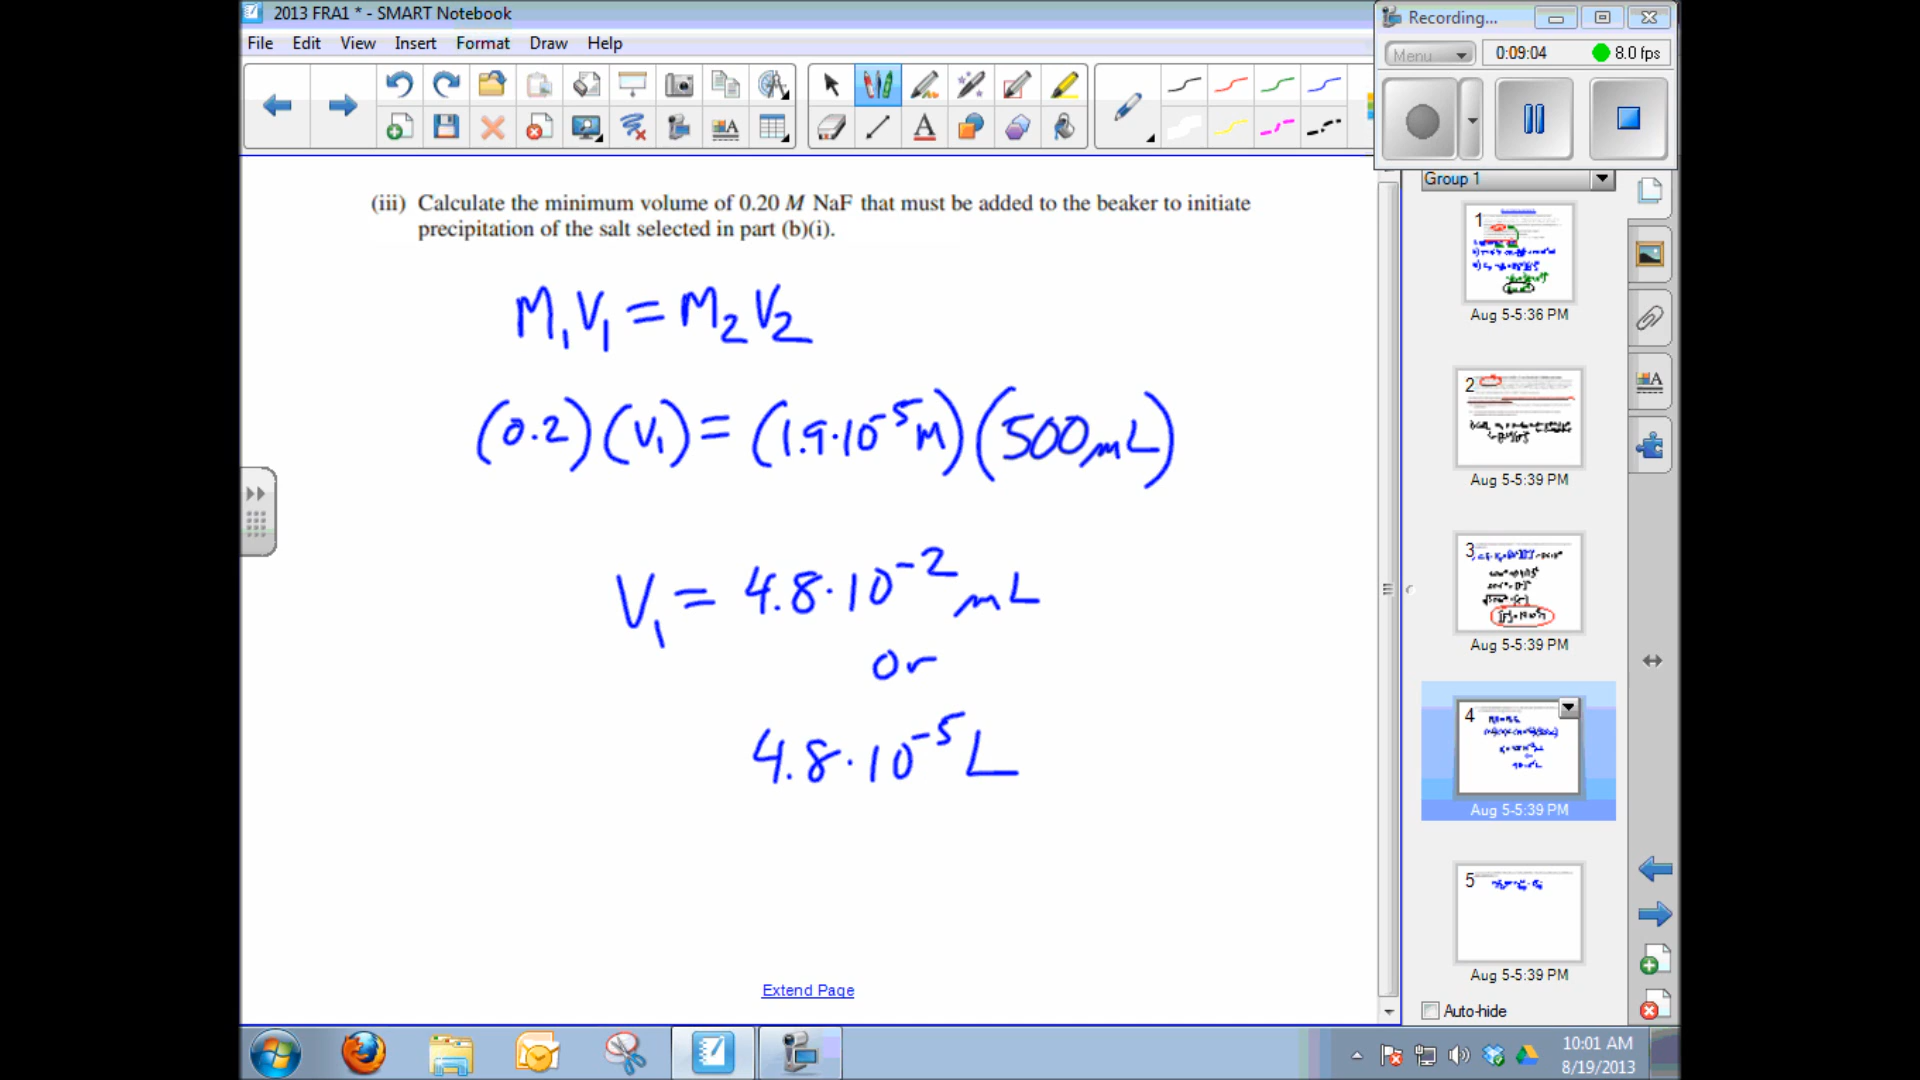 2013 FRA1 * - SMART Notebook
Recording...
File Edit View Insert Format Draw Help
Menu
0:09:04
8.0 fps
Group 1
(iii) Calculate the minimum volume of 0.20 M NaF that must be added to the beaker to initiate
precipitation of the salt selected in part (b)(i).
M₁V₁ = M₂V₂
(0.2)(V₁) = (1.9·10⁻⁵M)(500mL)
V₁ = 4.8·10⁻² mL
or
4.8·10⁻⁵ L
Extend Page
1
Aug 5-5:36 PM
2
Aug 5-5:39 PM
3
Aug 5-5:39 PM
4
Aug 5-5:39 PM
5
Aug 5-5:39 PM
Auto-hide
10:01 AM
8/19/2013